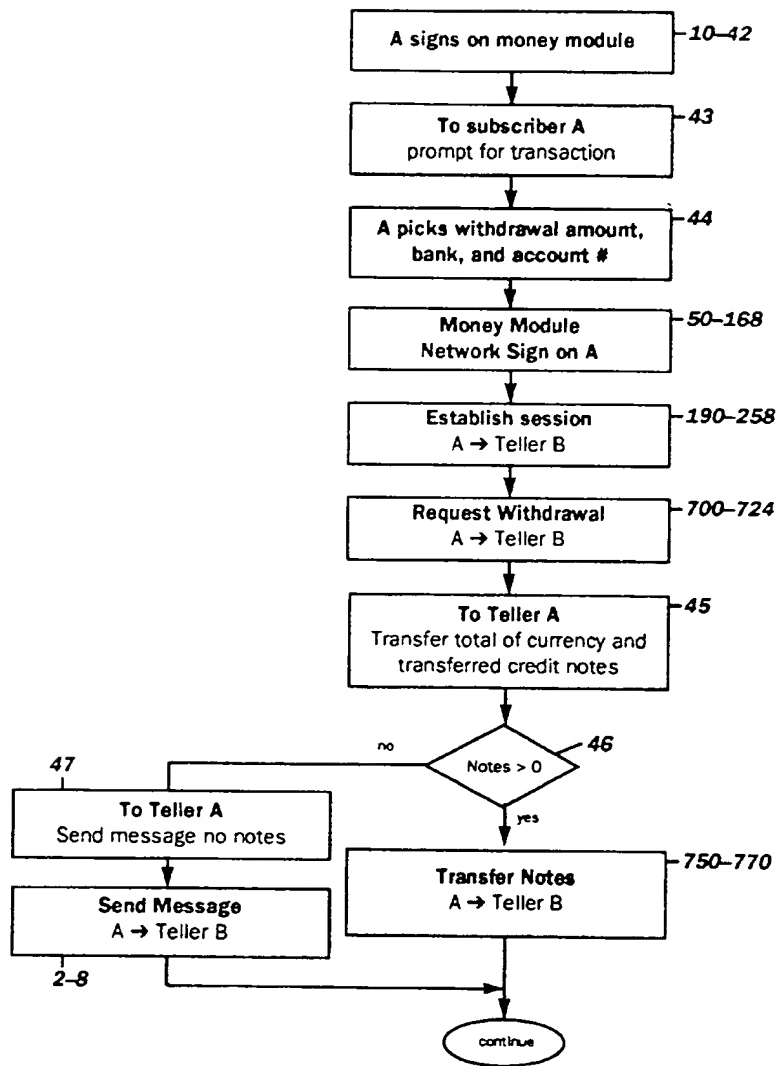 A signs on money module
10–42
To subscriber A
prompt for transaction
43
A picks withdrawal amount,
bank, and account #
44
Money Module
Network Sign on A
50–168
Establish session
A → Teller B
190–258
Request Withdrawal
A → Teller B
700–724
To Teller A
Transfer total of currency and
transferred credit notes
45
Notes > 0
46
no
yes
47
To Teller A
Send message no notes
Send Message
A → Teller B
2–8
Transfer Notes
A → Teller B
750–770
continue